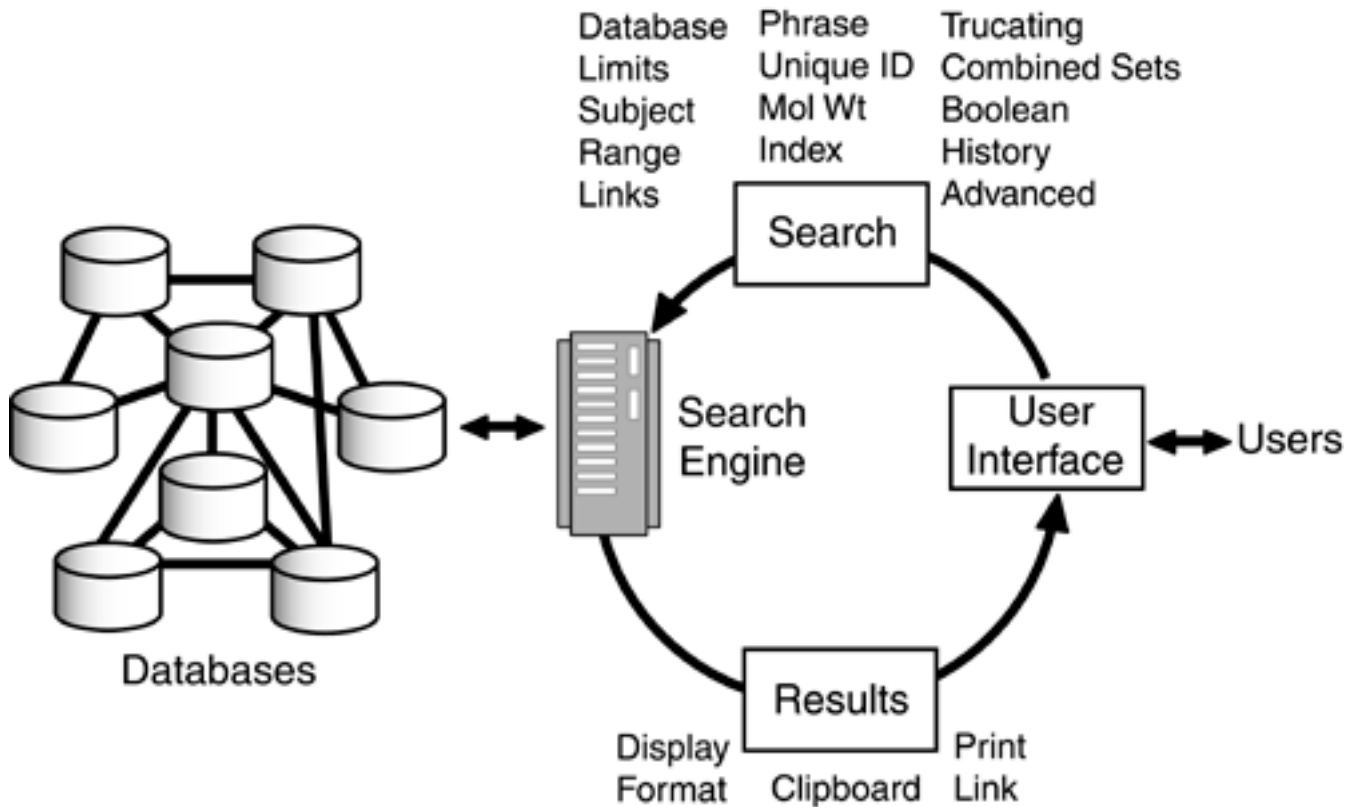 Database Phrase Trucating
Limits Unique ID Combined Sets
Subject Mol Wt Boolean
Range Index History
Links Advanced
Search
Search
Engine
User
Interface
Users
Databases
Results
Display Print
Format Clipboard Link